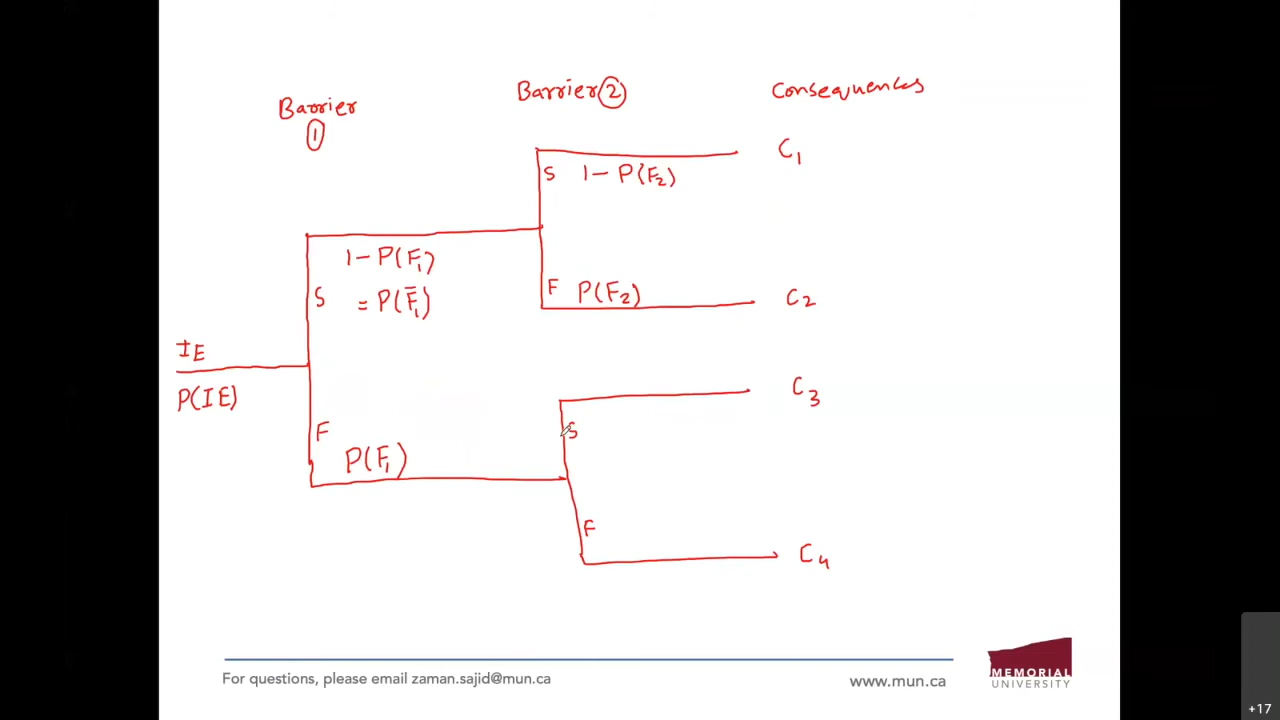 Barrier
1
Barrier 2
Consequences
S 1 - P(F₂)
C₁
1 - P(F₁)
S = P(F̄₁)
F P(F₂)
C₂
IE
P(IE)
C₃
S
F
P(F₁)
F
C₄
For questions, please email zaman.sajid@mun.ca
www.mun.ca
MEMORIAL
UNIVERSITY
+17